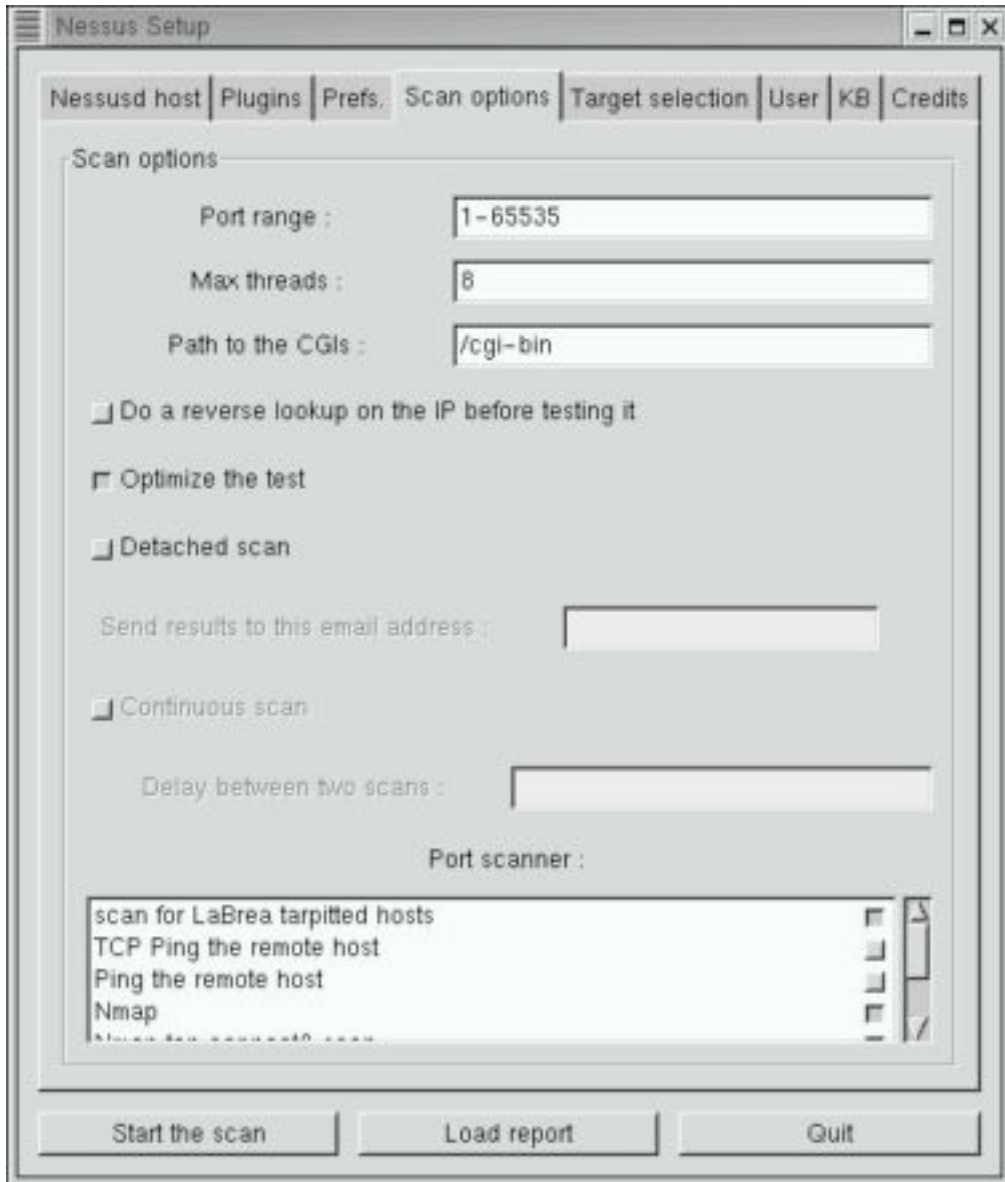 Nessus Setup
Nessusd host Plugins Prefs. Scan options Target selection User KB Credits
Scan options
Port range : 1-65535
Max threads : 8
Path to the CGIs : /cgi-bin
Do a reverse lookup on the IP before testing it
Optimize the test
Detached scan
Send results to this email address :
Continuous scan
Delay between two scans :
Port scanner :
scan for LaBrea tarpitted hosts
TCP Ping the remote host
Ping the remote host
Nmap
Start the scan Load report Quit